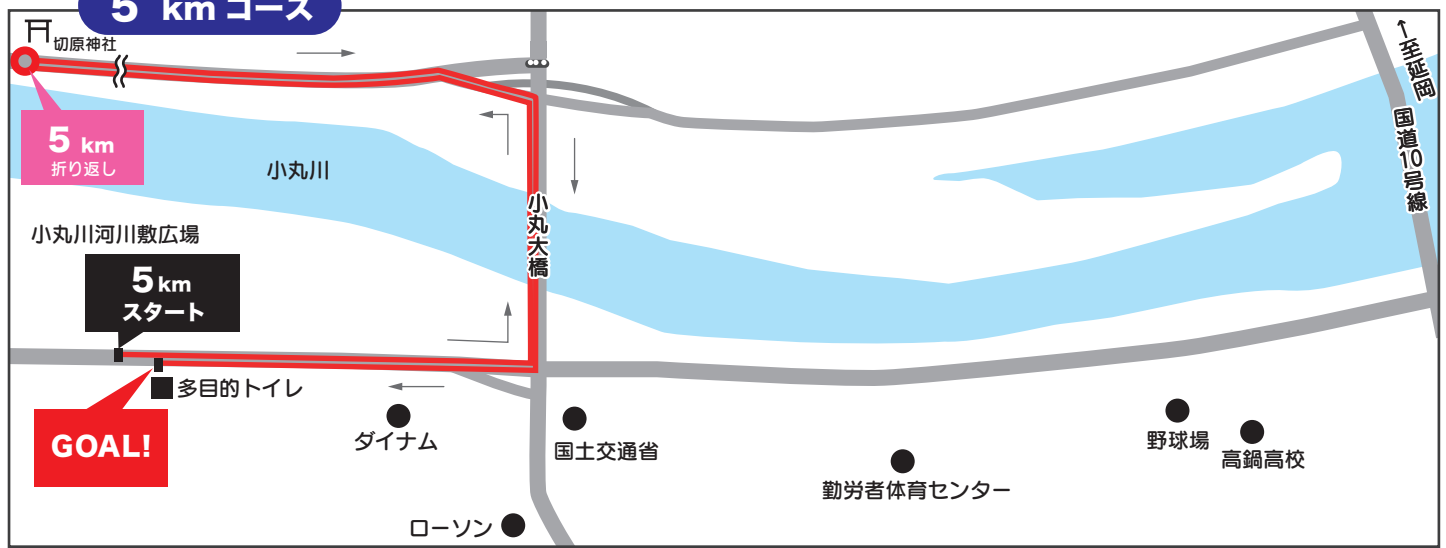 5 km コース
切原神社
←至延岡
国道10号線
5 km
折り返し
小丸川
小丸大橋
小丸川河川敷広場
5km
スタート
多目的トイレ
GOAL!
ダイナム
国土交通省
野球場
高鍋高校
勤労者体育センター
ローソン